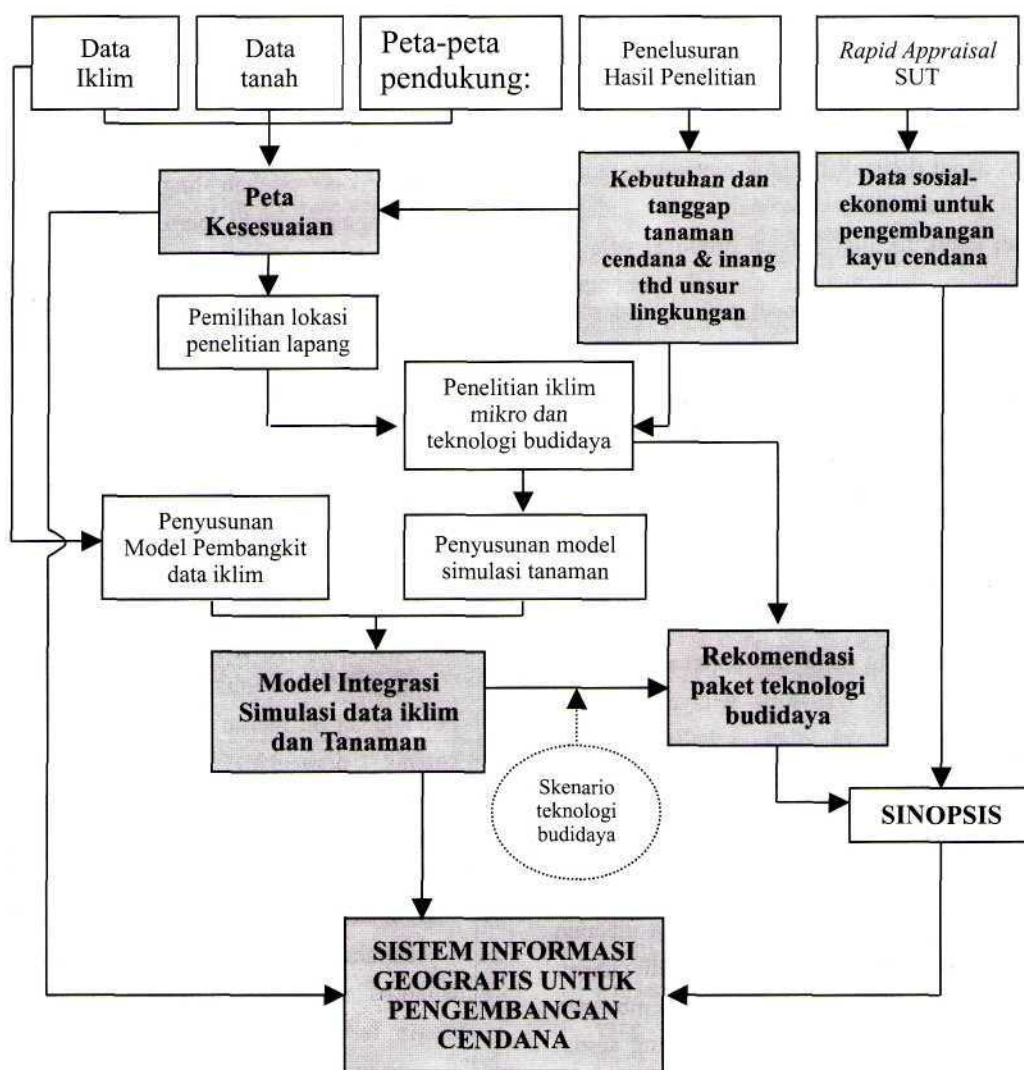 Data
Iklim
Data
tanah
Peta-peta
pendukung:
Penelusuran
Hasil Penelitian
Rapid Appraisal
SUT
Peta
Kesesuaian
Kebutuhan dan
tanggap
tanaman
cendana & inang
thd unsur
lingkungan
Data sosial-
ekonomi untuk
pengembangan
kayu cendana
Pemilihan lokasi
penelitian lapang
Penelitian iklim
mikro dan
teknologi budidaya
Penyusunan
Model Pembangkit
data iklim
Penyusunan model
simulasi tanaman
Model Integrasi
Simulasi data iklim
dan Tanaman
Rekomendasi
paket teknologi
budidaya
Skenario
teknologi
budidaya
SINOPSIS
SISTEM INFORMASI
GEOGRAFIS UNTUK
PENGEMBANGAN
CENDANA